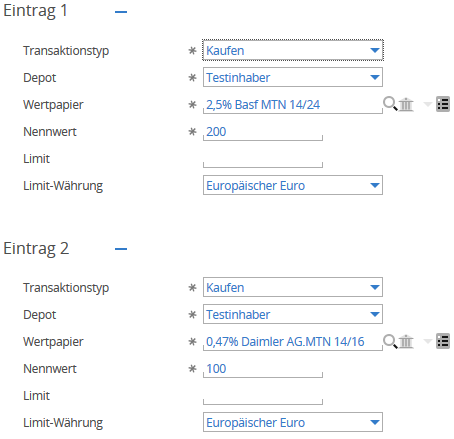 Eintrag 1
Transaktionstyp * Kaufen
Depot * Testinhaber
Wertpapier * 2,5% Basf MTN 14/24
Nennwert * 200
Limit
Limit-Währung Europäischer Euro
Eintrag 2
Transaktionstyp * Kaufen
Depot * Testinhaber
Wertpapier * 0,47% Daimler AG.MTN 14/16
Nennwert * 100
Limit
Limit-Währung Europäischer Euro